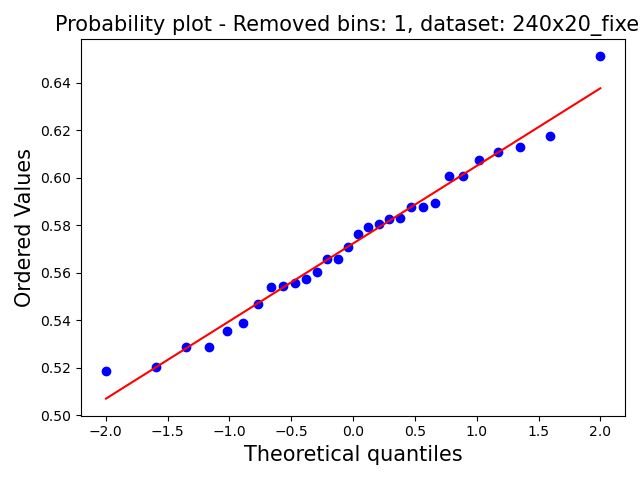 Probability plot - Removed bins: 1, dataset: 240x20_fixe
Ordered Values
0.64
0.62
0.60
0.58
0.56
0.54
0.52
0.50
−2.0 −1.5 −1.0 −0.5 0.0 0.5 1.0 1.5 2.0
Theoretical quantiles